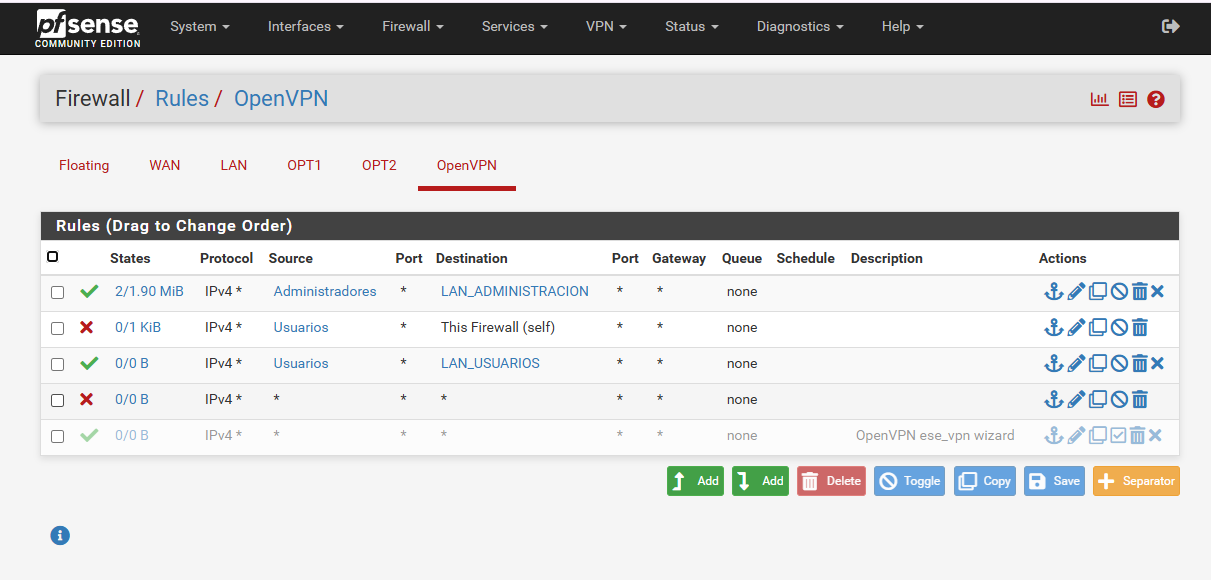 pfsense
COMMUNITY EDITION
System Interfaces Firewall Services VPN Status Diagnostics Help
Firewall / Rules / OpenVPN
Floating WAN LAN OPT1 OPT2 OpenVPN
Rules (Drag to Change Order)
States Protocol Source Port Destination Port Gateway Queue Schedule Description Actions
2/1.90 MiB IPv4 * Administradores * LAN_ADMINISTRACION * * none
0/1 KiB IPv4 * Usuarios * This Firewall (self) * * none
0/0 B IPv4 * Usuarios * LAN_USUARIOS * * none
0/0 B IPv4 * * * * * * none
0/0 B IPv4 * * * * * * none OpenVPN ese_vpn wizard
Add Add Delete Toggle Copy Save Separator